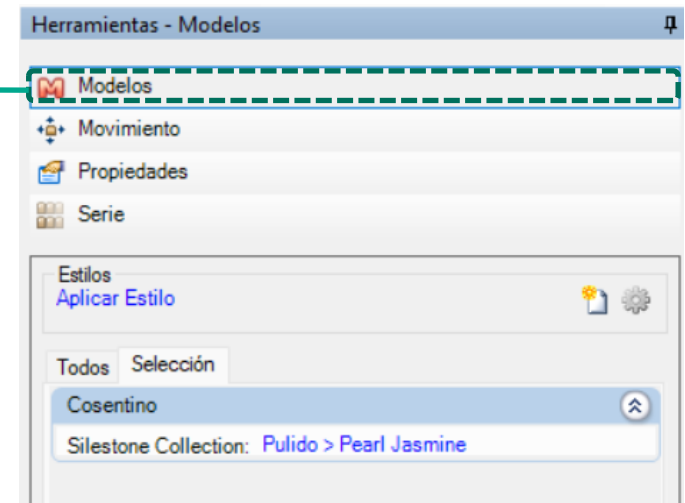 Herramientas - Modelos
Modelos
Movimiento
Propiedades
Serie
Estilos
Aplicar Estilo
Todos Selección
Cosentino
Silestone Collection: Pulido > Pearl Jasmine